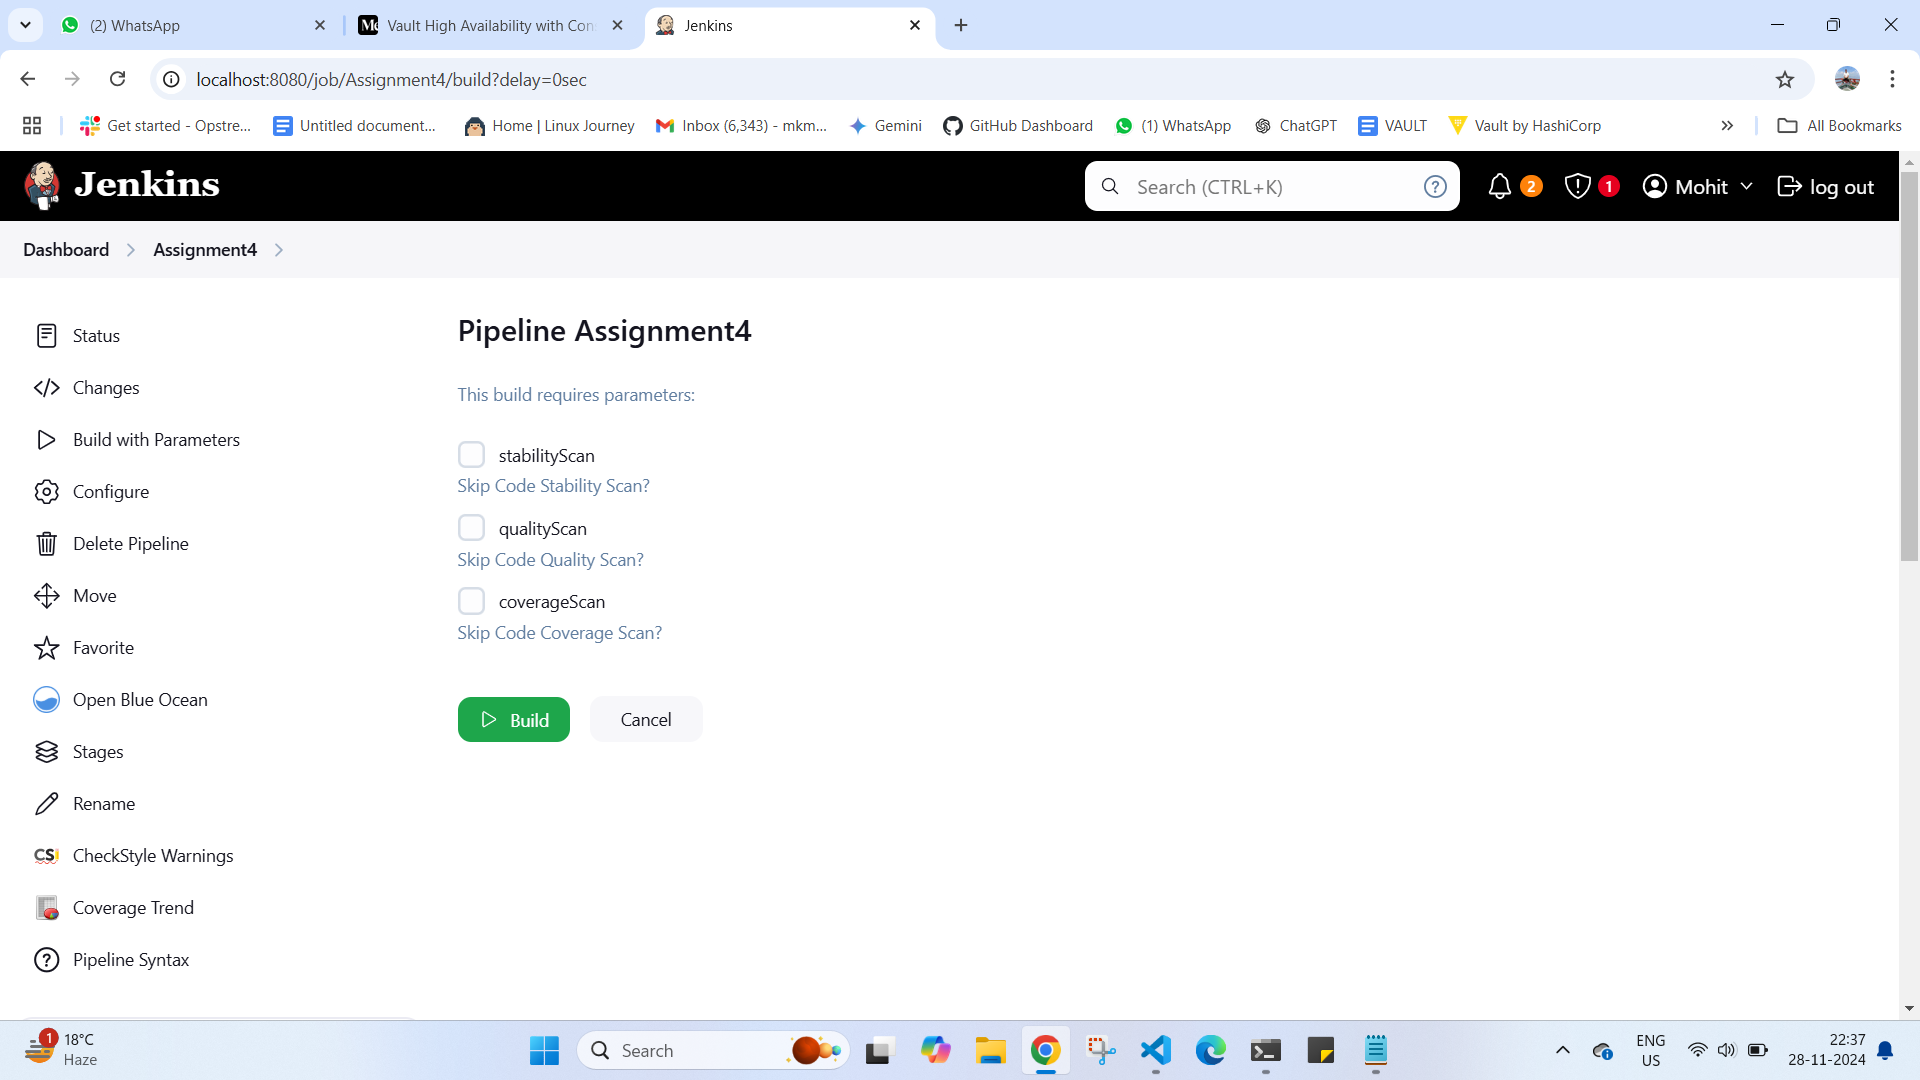 (2) WhatsApp
Vault High Availability with Con
Jenkins
localhost:8080/job/Assignment4/build?delay=0sec
Get started - Opstre...
Untitled document...
Home | Linux Journey
Inbox (6,343) - mkm...
Gemini
GitHub Dashboard
(1) WhatsApp
ChatGPT
VAULT
Vault by HashiCorp
All Bookmarks
Jenkins
Search (CTRL+K)
2
1
Mohit
log out
Dashboard
Assignment4
Status
Changes
Build with Parameters
Configure
Delete Pipeline
Move
Favorite
Open Blue Ocean
Stages
Rename
CheckStyle Warnings
Coverage Trend
Pipeline Syntax
Pipeline Assignment4
This build requires parameters:
stabilityScan
Skip Code Stability Scan?
qualityScan
Skip Code Quality Scan?
coverageScan
Skip Code Coverage Scan?
Build
Cancel
1
18°C
Haze
Search
ENG
US
22:37
28-11-2024